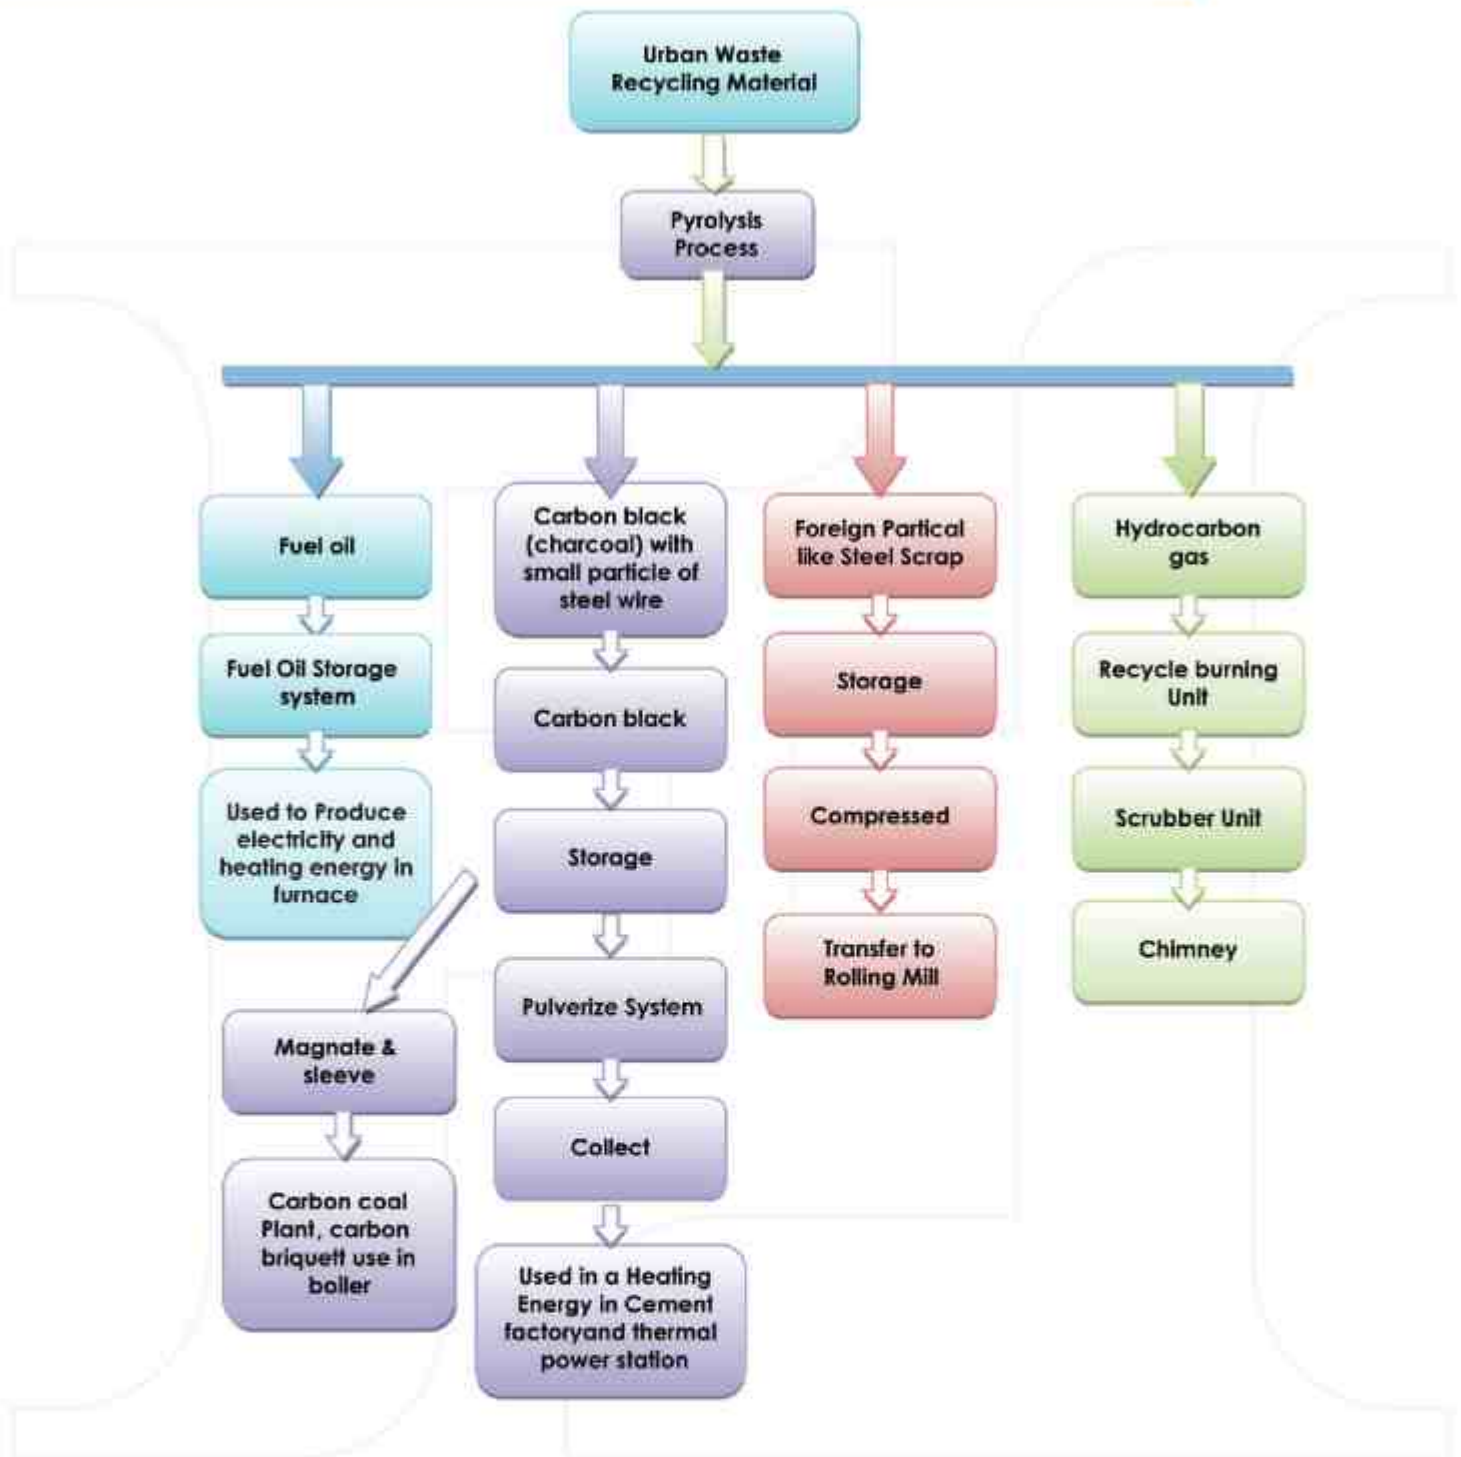 Urban Waste
Recycling Material
Pyrolysis
Process
Fuel oil
Fuel Oil Storage
system
Used to Produce
electricity and
heating energy in
furnace
Carbon black
(charcoal) with
small particle of
steel wire
Carbon black
Storage
Pulverize System
Collect
Used in a Heating
Energy in Cement
factoryand thermal
power station
Magnate &
sleeve
Carbon coal
Plant, carbon
briquett use in
boiler
Foreign Partical
like Steel Scrap
Storage
Compressed
Transfer to
Rolling Mill
Hydrocarbon
gas
Recycle burning
Unit
Scrubber Unit
Chimney